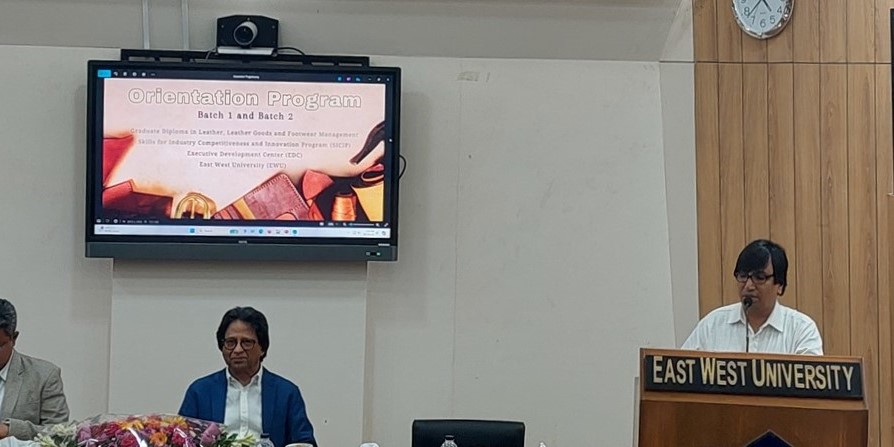 Orientation Program
Batch 1 and Batch 2
Graduate Diploma in Leather, Leather Goods and Footwear Management
Skills for Industry Competitiveness and Innovation Program (SICIP)
Executive Development Center (EDC)
East West University (EWU)
EAST WEST UNIVERSITY